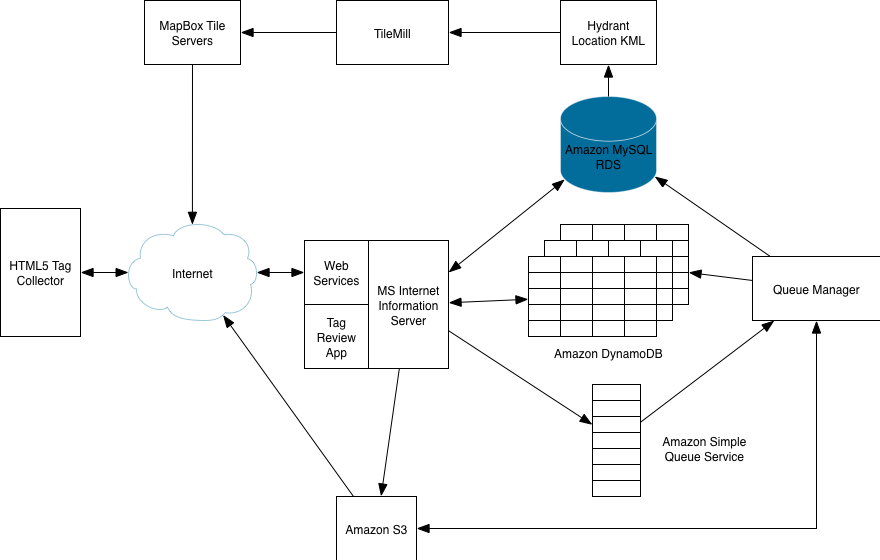 MapBox Tile
Servers
TileMill
Hydrant
Location KML
Amazon MySQL
RDS
HTML5 Tag
Collector
Internet
Web
Services
MS Internet
Information
Server
Tag
Review
App
Queue Manager
Amazon DynamoDB
Amazon Simple
Queue Service
Amazon S3